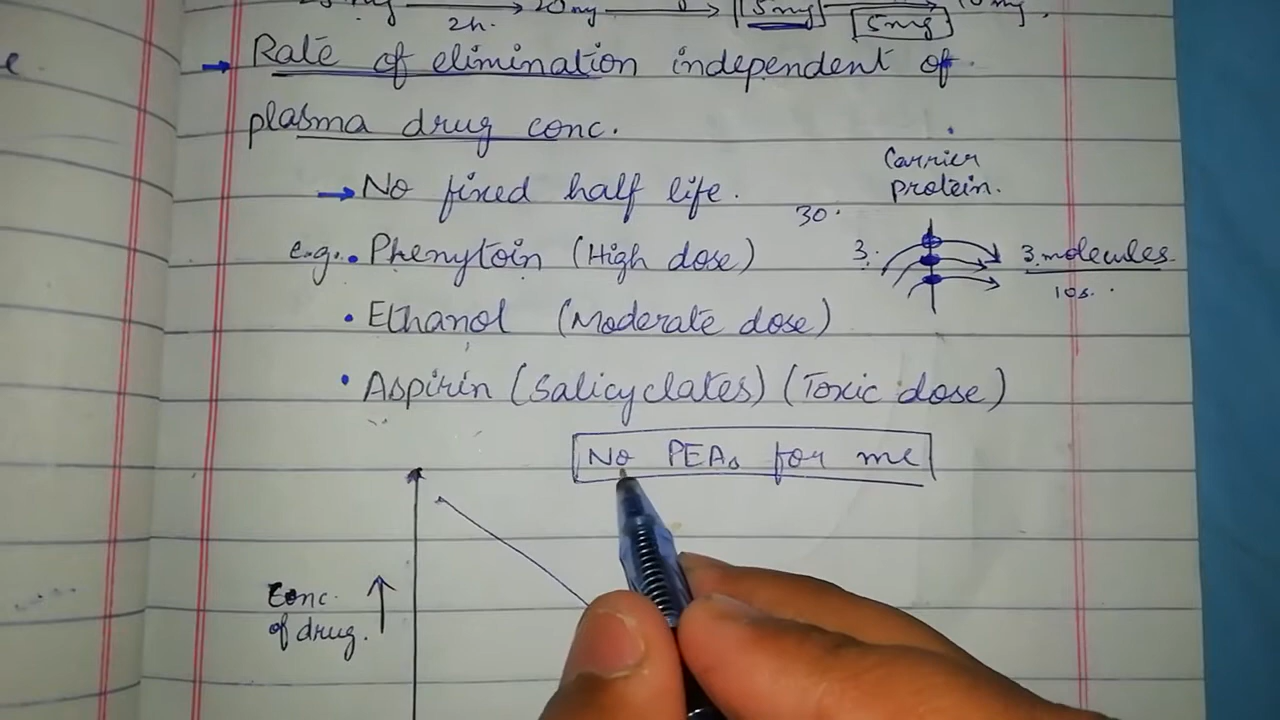 2h. 20mg 5mg 5mg
→ Rate of elimination independent of
plasma drug conc.
→ No fixed half life.
Carrier
protein.
30.
e.g.. • Phenytoin (High dose)
3.
3 molecules
10s.
• Ethanol (Moderate dose)
• Aspirin (Salicyclates) (Toxic dose)
No PEAs for me
Conc.
of drug.